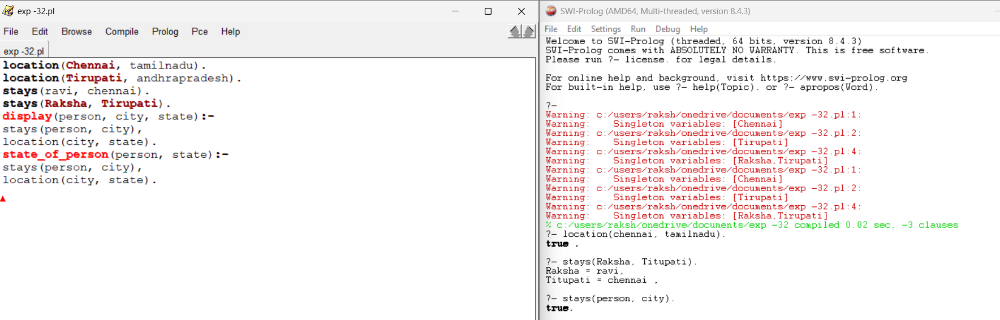 exp -32.pl
File Edit Browse Compile Prolog Pce Help
exp -32.pl
location(Chennai, tamilnadu).
location(Tirupati, andhrapradesh).
stays(ravi, chennai).
stays(Raksha, Tirupati).
display(person, city, state):-
stays(person, city),
location(city, state).
state_of_person(person, state):-
stays(person, city),
location(city, state).
SWI-Prolog (AMD64, Multi-threaded, version 8.4.3)
File Edit Settings Run Debug Help
Welcome to SWI-Prolog (threaded, 64 bits, version 8.4.3)
SWI-Prolog comes with ABSOLUTELY NO WARRANTY. This is free software.
Please run ?- license. for legal details.
For online help and background, visit https://www.swi-prolog.org
For built-in help, use ?- help(Topic). or ?- apropos(Word).
?-
Warning: c:/users/raksh/onedrive/documents/exp -32.pl:1:
Warning:    Singleton variables: [Chennai]
Warning: c:/users/raksh/onedrive/documents/exp -32.pl:2:
Warning:    Singleton variables: [Tirupati]
Warning: c:/users/raksh/onedrive/documents/exp -32.pl:4:
Warning:    Singleton variables: [Raksha,Tirupati]
Warning: c:/users/raksh/onedrive/documents/exp -32.pl:1:
Warning:    Singleton variables: [Chennai]
Warning: c:/users/raksh/onedrive/documents/exp -32.pl:2:
Warning:    Singleton variables: [Tirupati]
Warning: c:/users/raksh/onedrive/documents/exp -32.pl:4:
Warning:    Singleton variables: [Raksha,Tirupati]
% c:/users/raksh/onedrive/documents/exp -32 compiled 0.02 sec, -3 clauses
?- location(chennai, tamilnadu).
true .
?- stays(Raksha, Titupati).
Raksha = ravi,
Titupati = chennai .
?- stays(person, city).
true.